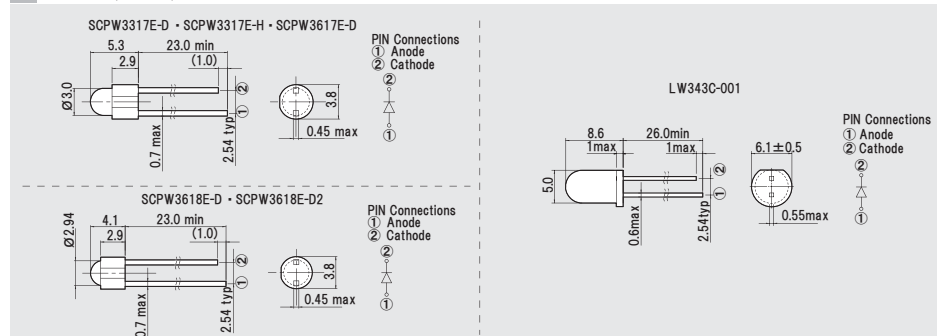 SCPW3317E-D・SCPW3317E-H・SCPW3617E-D
5.3
23.0 min
2.9
(1.0)
Ø3.0
0.7 max
2.54 typ
②
①
3.8
0.45 max
PIN Connections
① Anode
② Cathode
②
①
SCPW3618E-D・SCPW3618E-D2
4.1
23.0 min
2.9
(1.0)
Ø2.94
0.7 max
2.54 typ
②
①
3.8
0.45 max
PIN Connections
① Anode
② Cathode
②
①
LW343C-001
8.6
26.0min
1max
1max
5.0
0.6max
2.54typ
②
①
6.1±0.5
0.55max
PIN Connections
① Anode
② Cathode
②
①